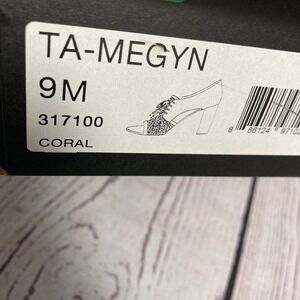 TA-MEGYN
9M
317100
CORAL